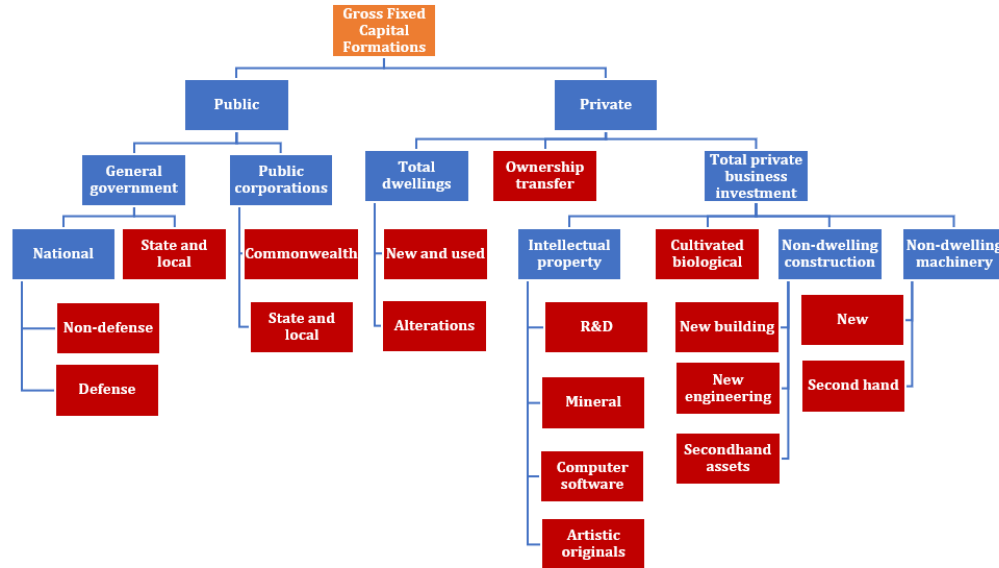 Gross Fixed
Capital
Formations
Public
Private
General
government
Public
corporations
Total
dwellings
Ownership
transfer
Total private
business
investment
National
State and
local
Commonwealth
New and used
Intellectual
property
Cultivated
biological
Non-dwelling
construction
Non-dwelling
machinery
Non-defense
State and
local
Alterations
R&D
New building
New
Defense
Mineral
New
engineering
Second hand
Computer
software
Secondhand
assets
Artistic
originals